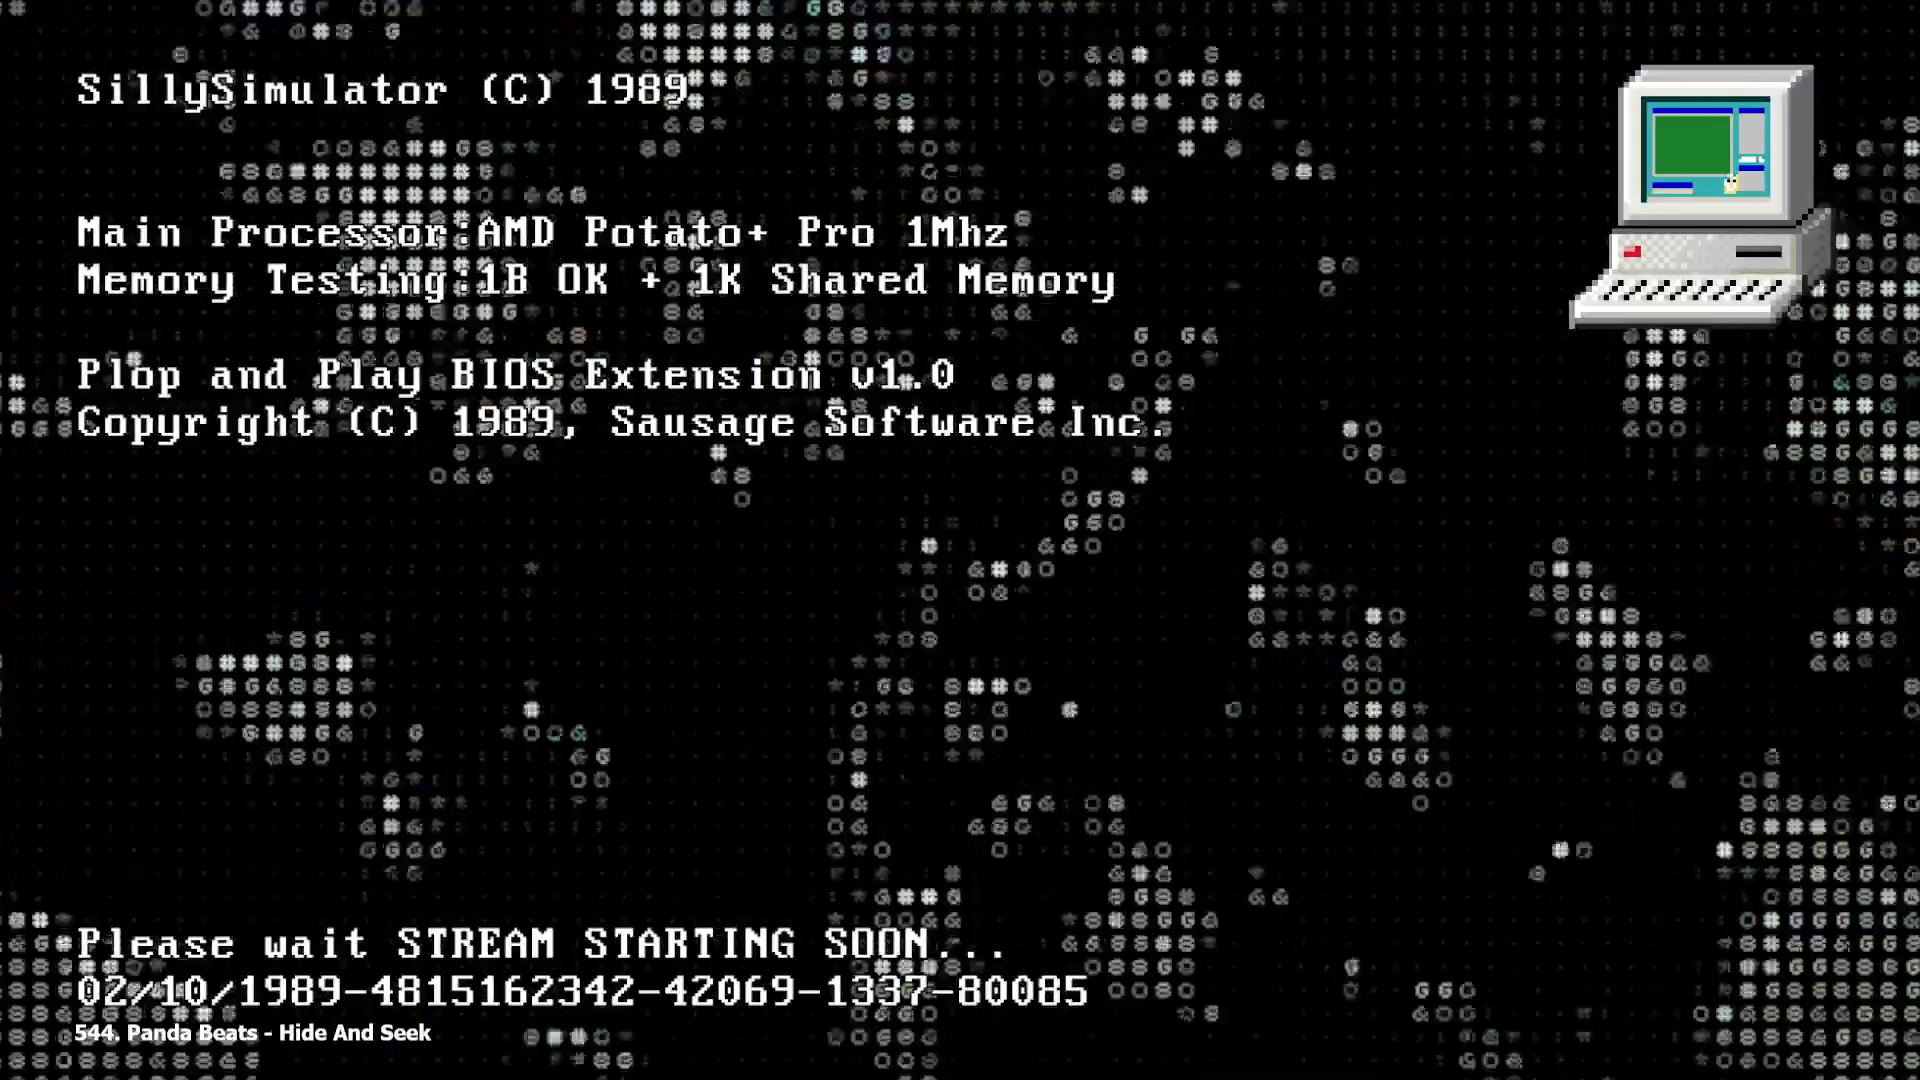 SillySimulator (C) 1989
Main Processor:AMD Potato+ Pro 1Mhz
Memory Testing:1B OK + 1K Shared Memory
Plop and Play BIOS Extension v1.0
Copyright (C) 1989, Sausage Software Inc.
Please wait STREAM STARTING SOON...
02/10/1989-4815162342-42069-1337-80085
544. Panda Beats - Hide And Seek